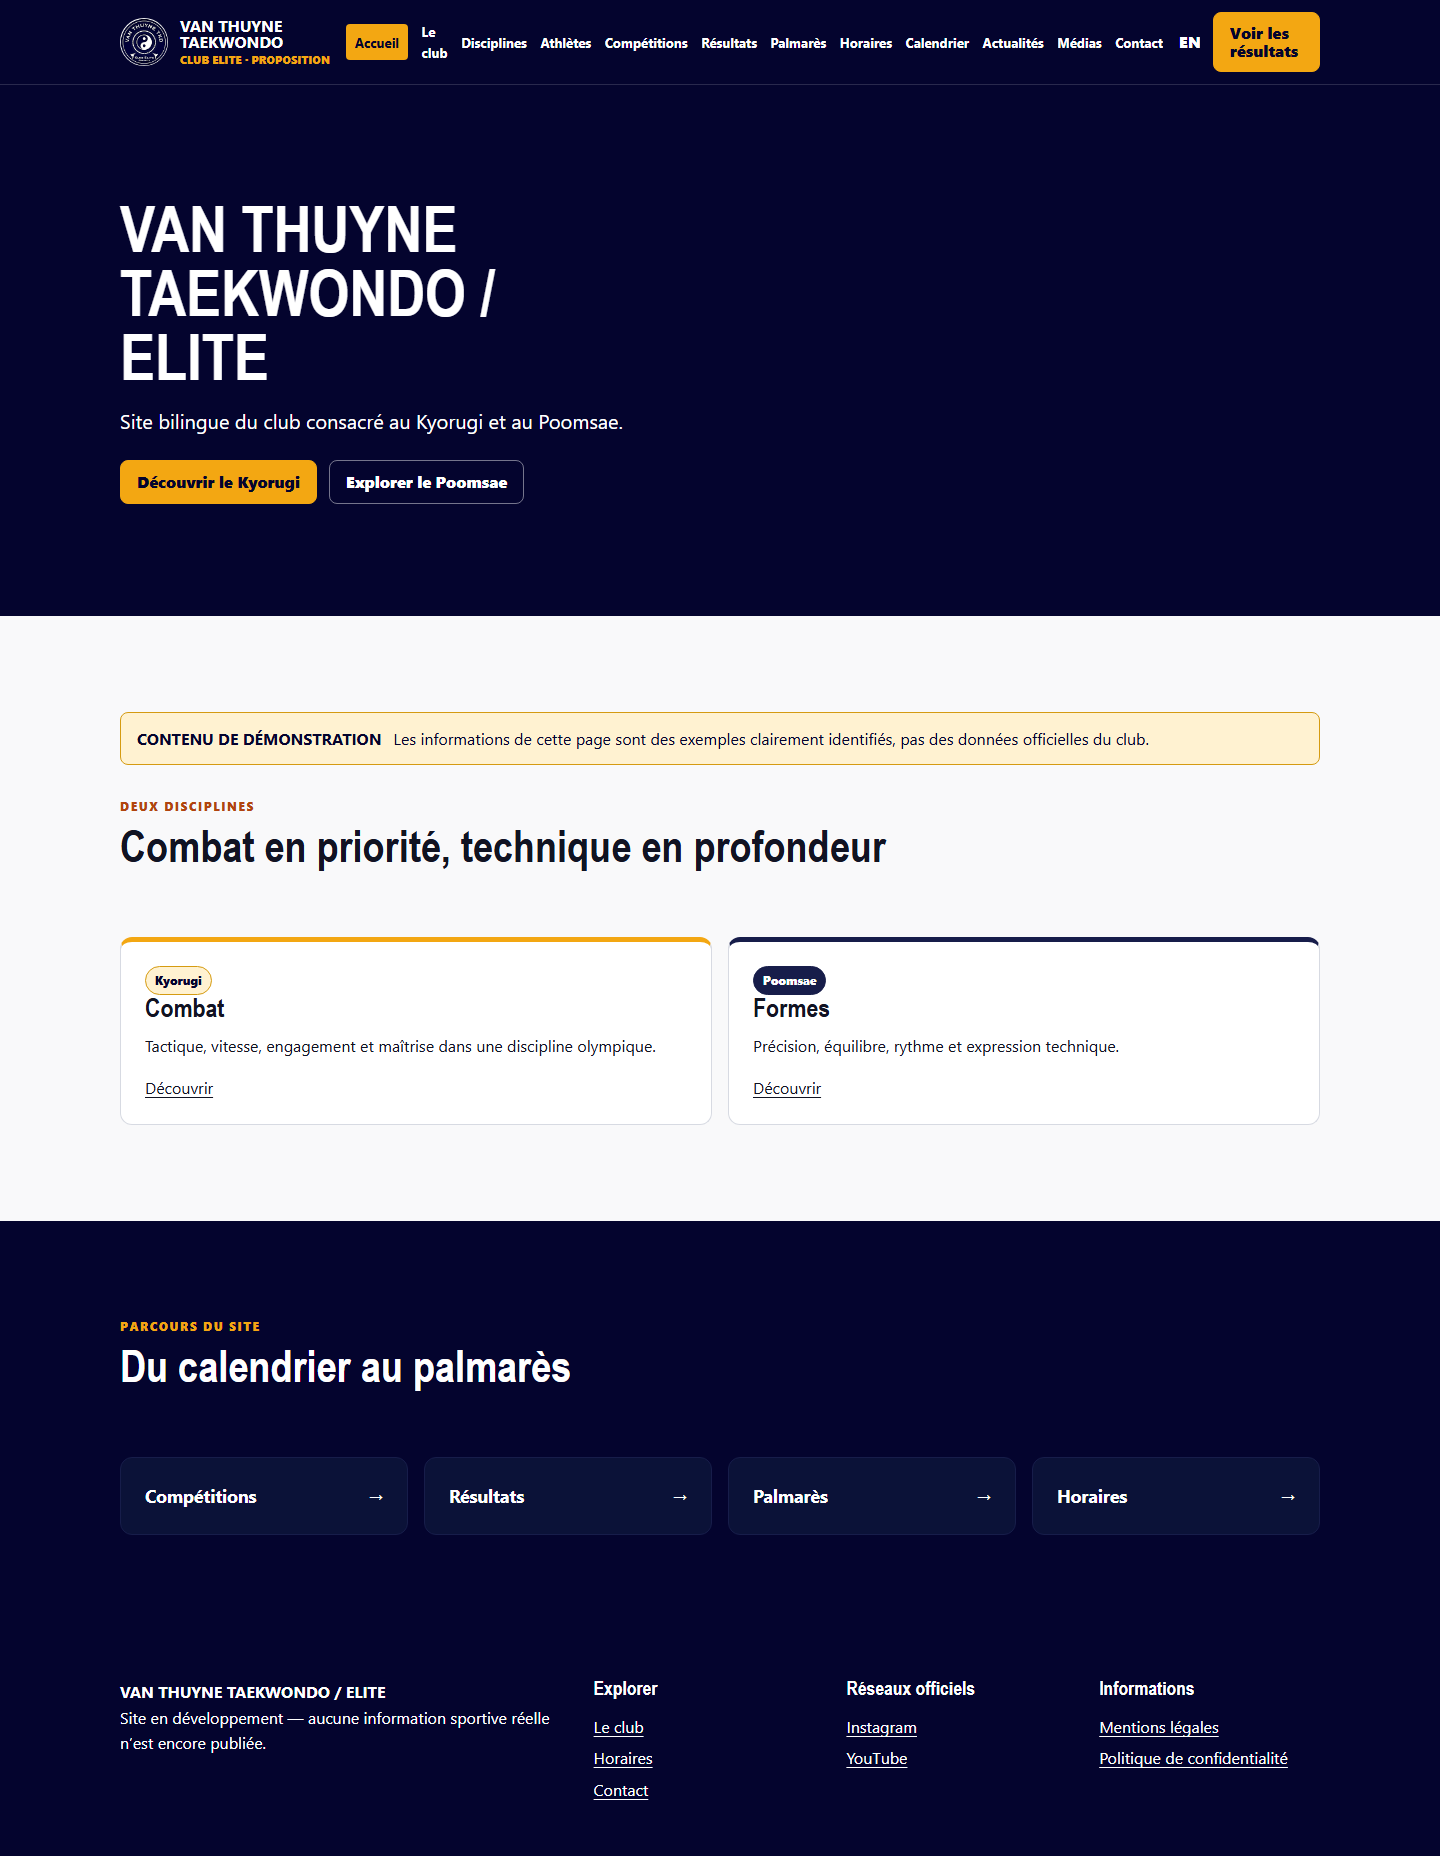 VAN THUYNE TKD
VAN THUYNE
TAEKWONDO
CLUB ELITE · PROPOSITION
Accueil
Le
club
Disciplines
Athlètes
Compétitions
Résultats
Palmarès
Horaires
Calendrier
Actualités
Médias
Contact
EN
Voir les
résultats
VAN THUYNE
TAEKWONDO /
ELITE
Site bilingue du club consacré au Kyorugi et au Poomsae.
Découvrir le Kyorugi
Explorer le Poomsae
CONTENU DE DÉMONSTRATION Les informations de cette page sont des exemples clairement identifiés, pas des données officielles du club.
DEUX DISCIPLINES
Combat en priorité, technique en profondeur
Kyorugi
Combat
Tactique, vitesse, engagement et maîtrise dans une discipline olympique.
Découvrir
Poomsae
Formes
Précision, équilibre, rythme et expression technique.
Découvrir
PARCOURS DU SITE
Du calendrier au palmarès
Compétitions →
Résultats →
Palmarès →
Horaires →
VAN THUYNE TAEKWONDO / ELITE
Site en développement — aucune information sportive réelle
n’est encore publiée.
Explorer
Le club
Horaires
Contact
Réseaux officiels
Instagram
YouTube
Informations
Mentions légales
Politique de confidentialité